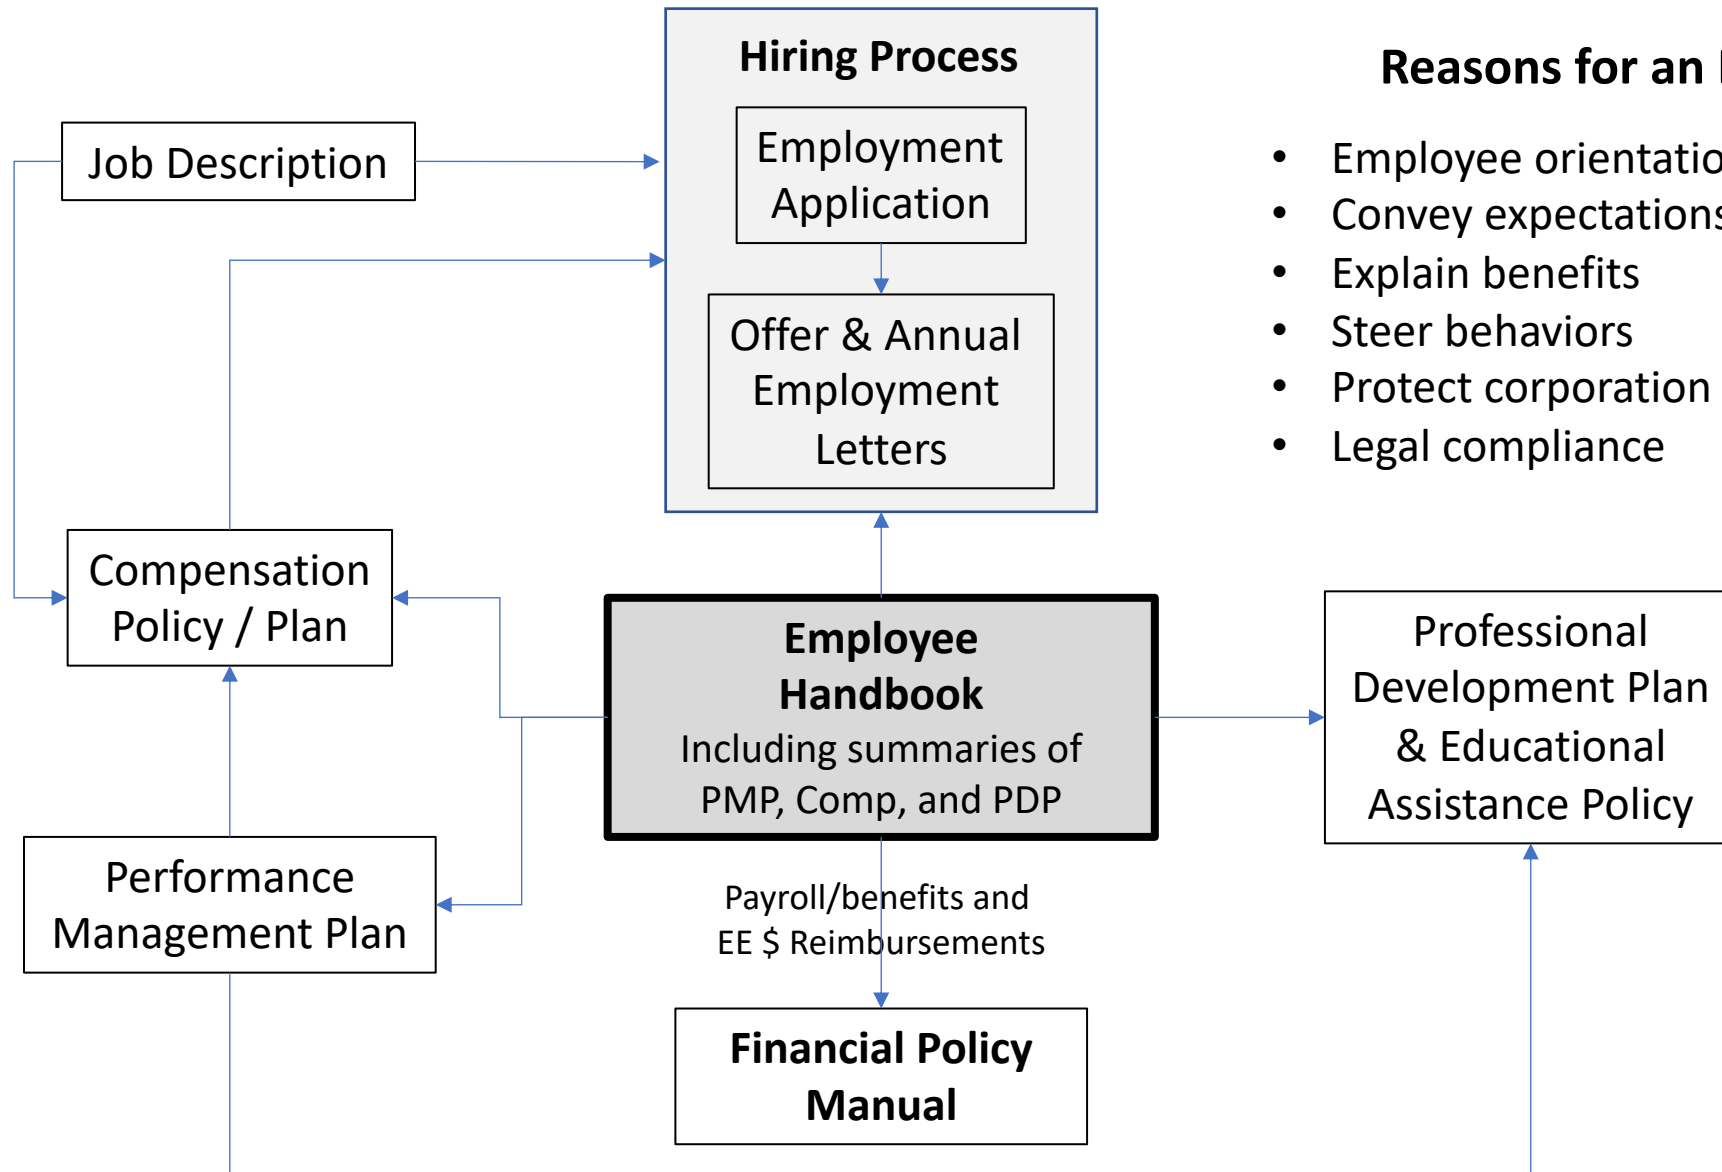 Hiring Process
Employment
Application
Offer & Annual
Employment
Letters
Job Description
Reasons for an
• Employee orientatio
• Convey expectations
• Explain benefits
• Steer behaviors
• Protect corporation
• Legal compliance
Compensation
Policy / Plan
Employee
Handbook
Including summaries of
PMP, Comp, and PDP
Professional
Development Plan
& Educational
Assistance Policy
Performance
Management Plan
Payroll/benefits and
EE $ Reimbursements
Financial Policy
Manual